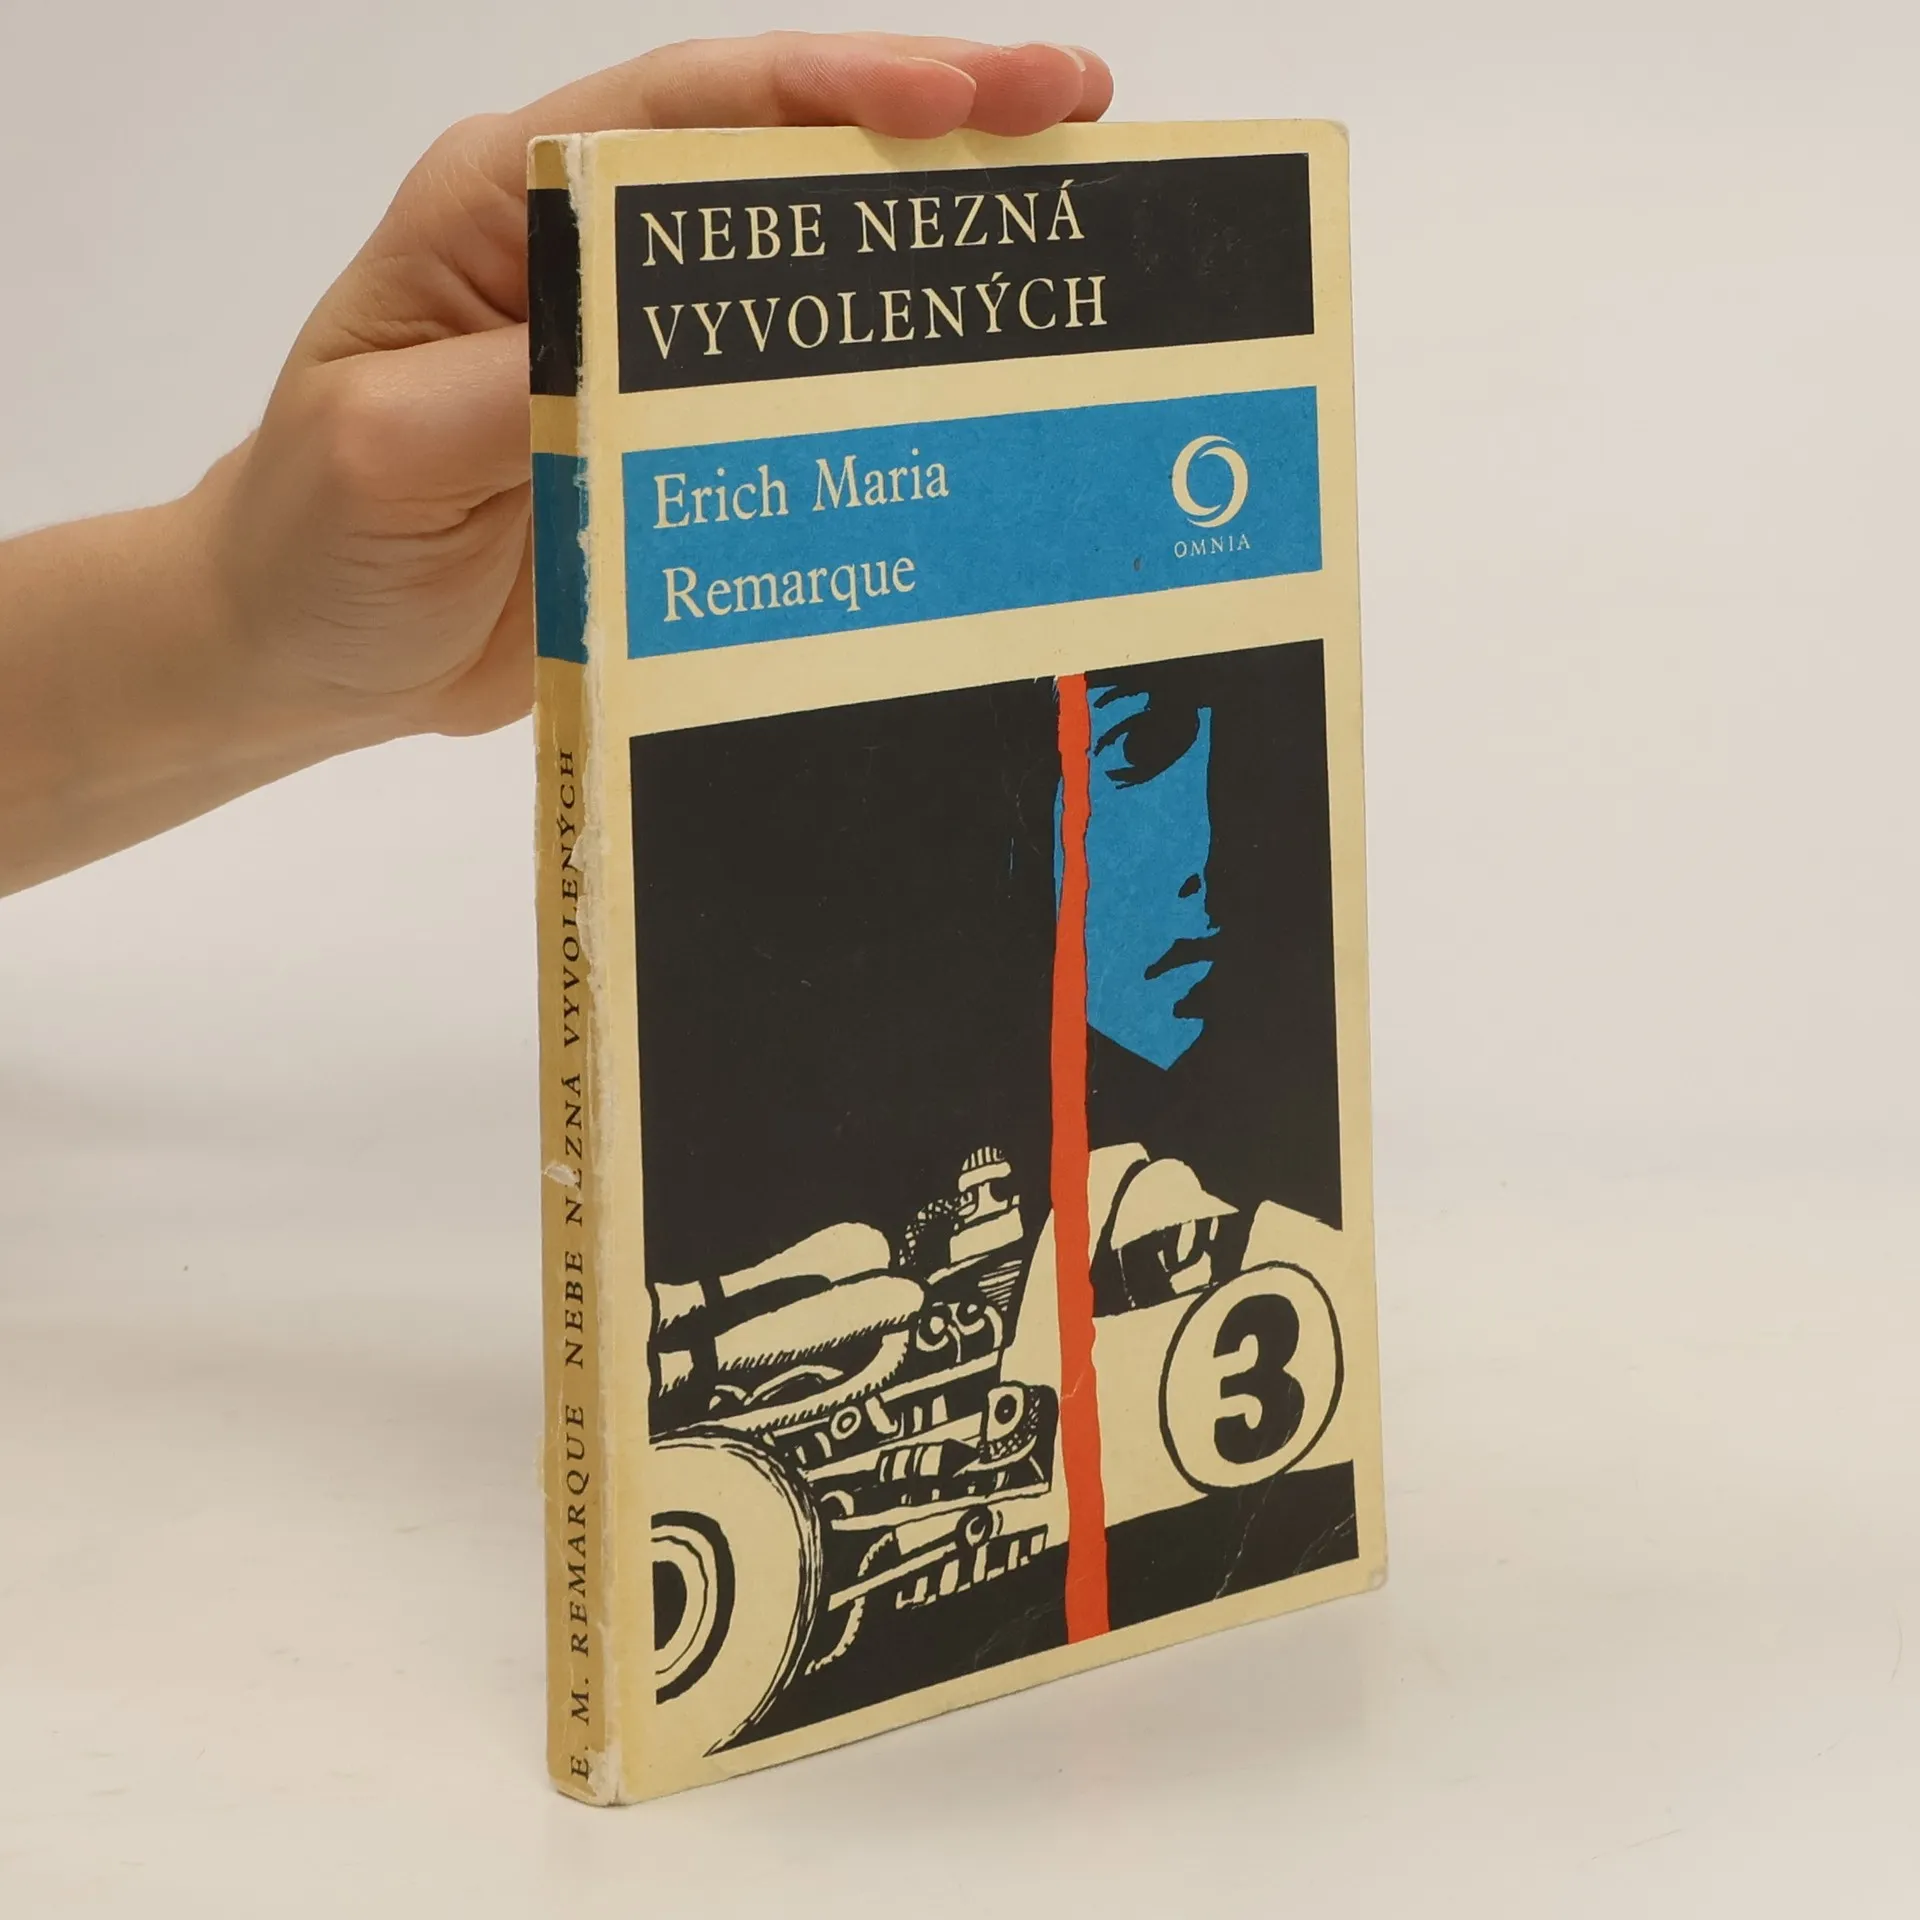 NEBE NEZNÁ
VYVOLENÝCH
Erich Maria
Remarque
OMNIA
3
E. M. REMARQUE NEBE NEZNÁ VYVOLENÝCH